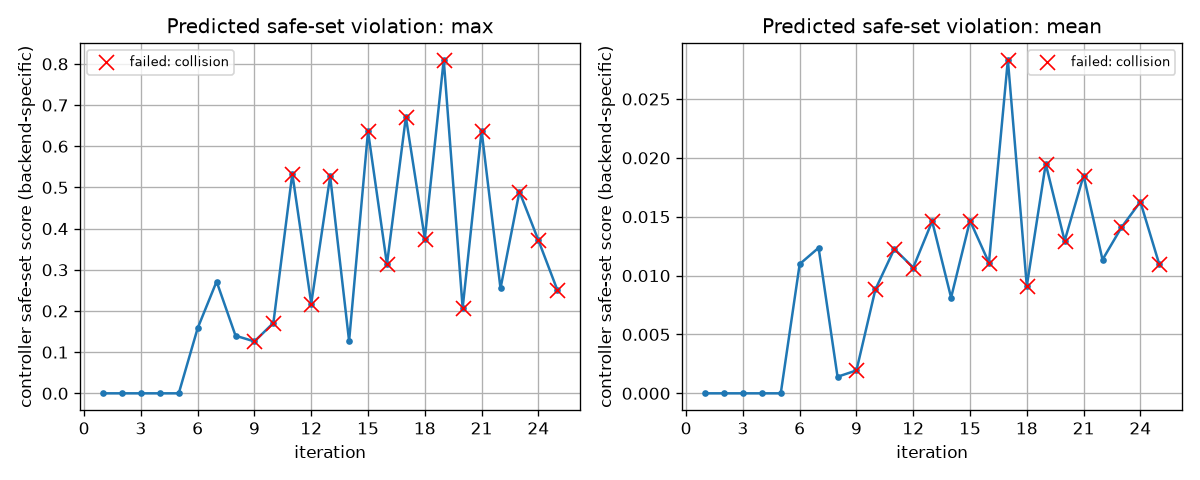 Predicted safe-set violation: max
controller safe-set score (backend-specific)
failed: collision
0.8
0.7
0.6
0.5
0.4
0.3
0.2
0.1
0.0
0 3 6 9 12 15 18 21 24
iteration
Predicted safe-set violation: mean
controller safe-set score (backend-specific)
failed: collision
0.025
0.020
0.015
0.010
0.005
0.000
0 3 6 9 12 15 18 21 24
iteration